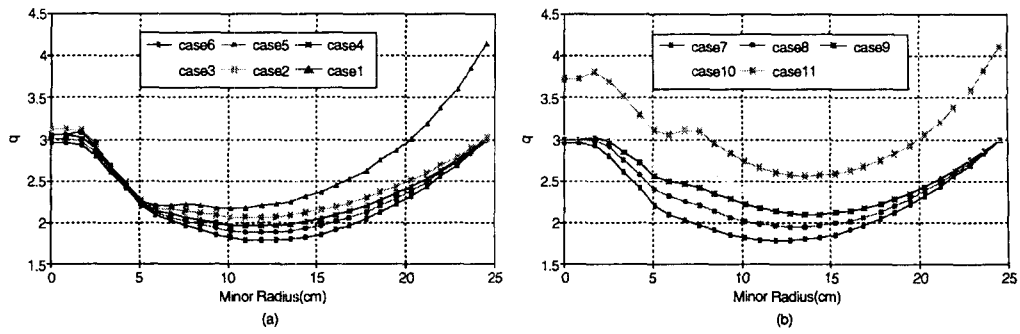 4.5
4
3.5
3
2.5
2
1.5
q
case6 case5 case4
case3 case2 case1
0 5 10 15 20 25
Minor Radius(cm)
(a)
4.5
4
3.5
3
2.5
2
1.5
q
case7 case8 case9
case10 case11
0 5 10 15 20 25
Minor Radius(cm)
(b)